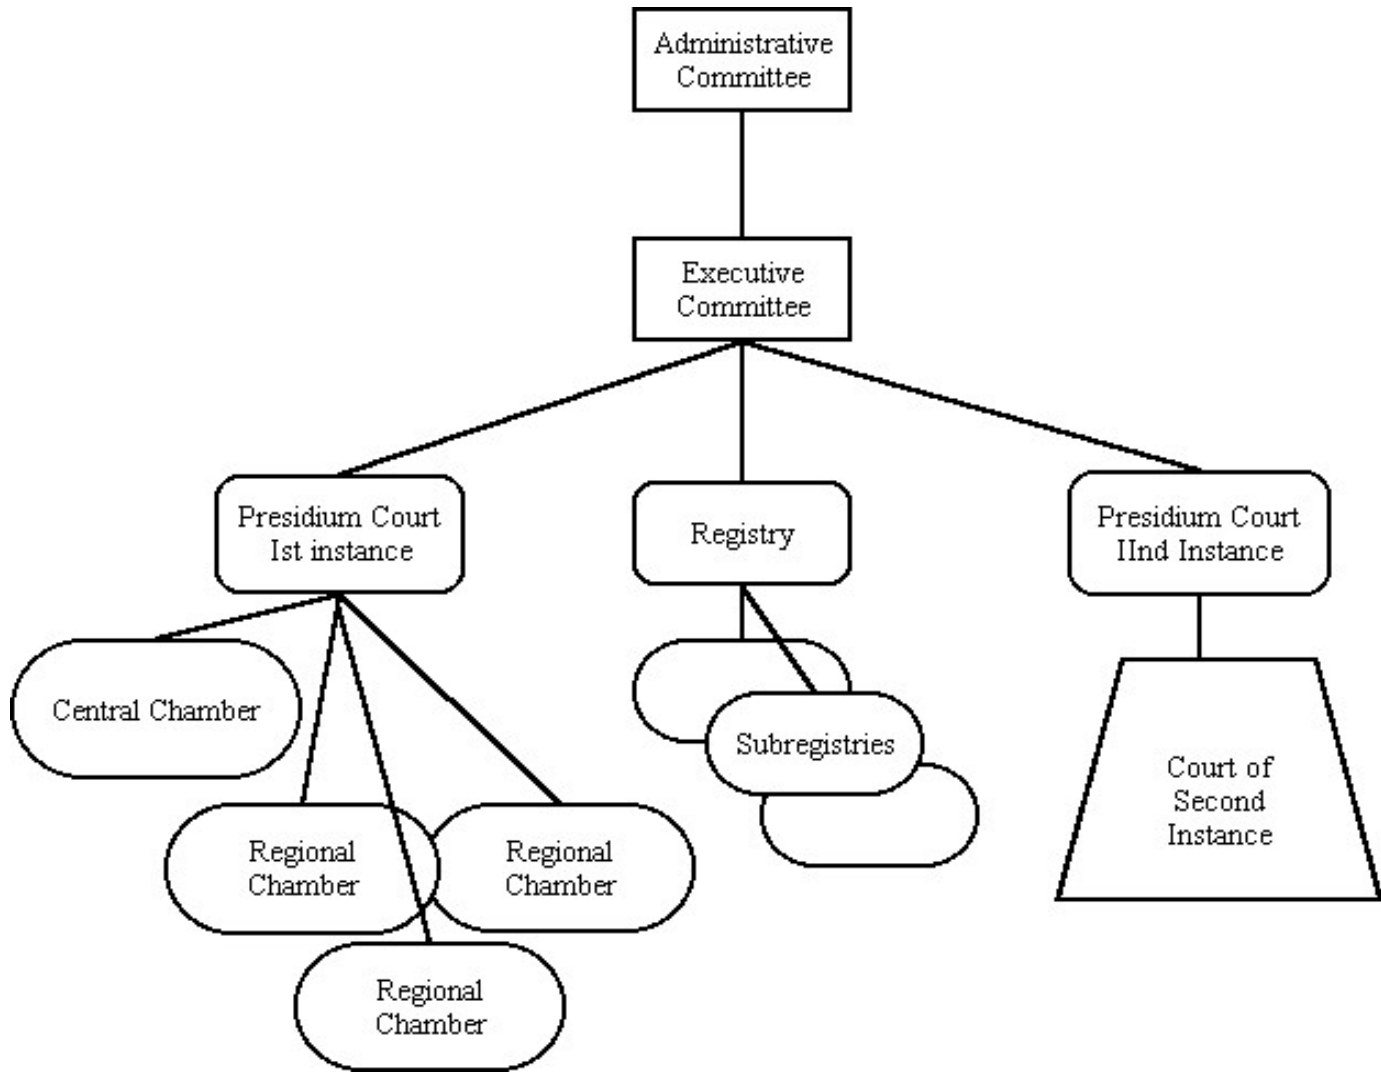 Administrative
Committee
Executive
Committee
Presidium Court
Ist instance
Registry
Presidium Court
IInd Instance
Central Chamber
Subregistries
Court of
Second
Instance
Regional
Chamber
Regional
Chamber
Regional
Chamber